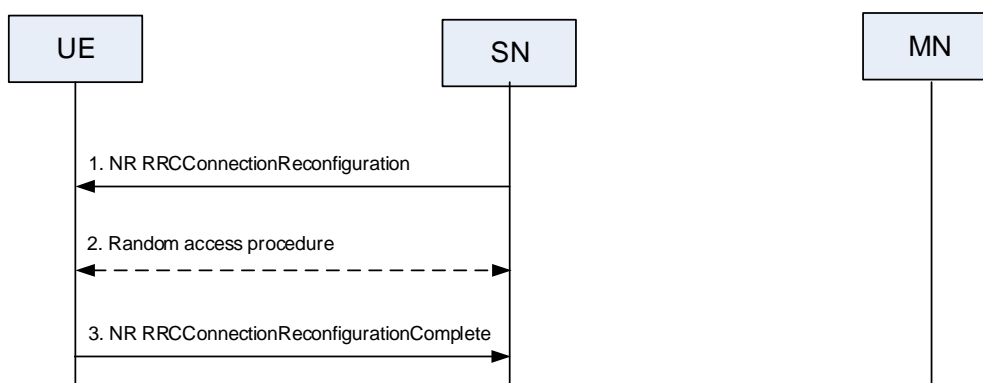 UE
SN
MN
1. NR RRCConnectionReconfiguration
2. Random access procedure
3. NR RRCConnectionReconfigurationComplete